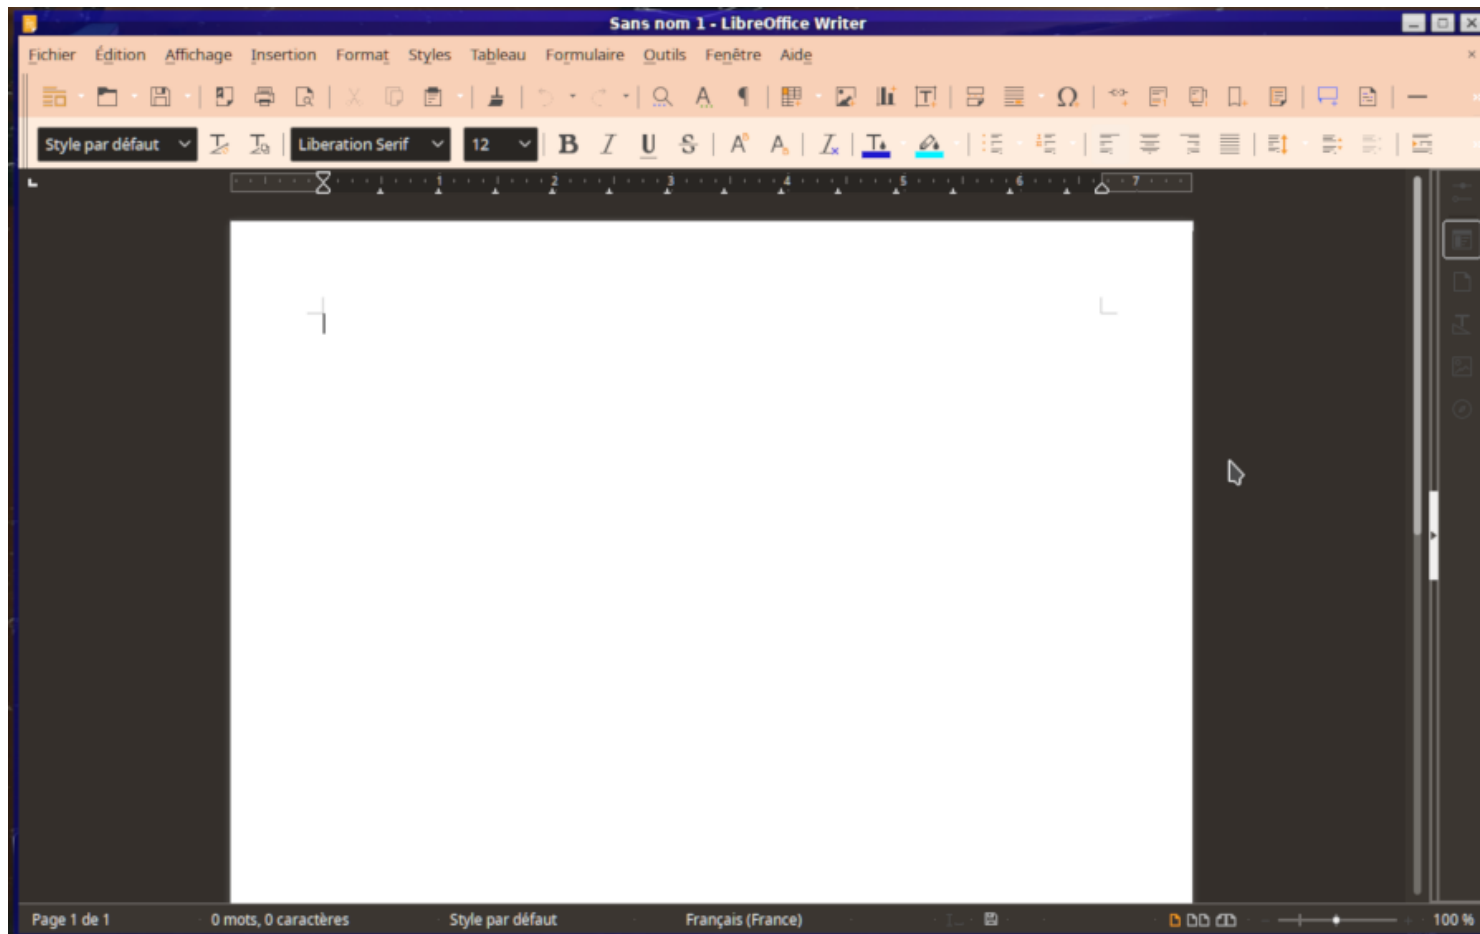 Sans nom 1 - LibreOffice Writer
Fichier Édition Affichage Insertion Format Styles Tableau Formulaire Outils Fenêtre Aide
Style par défaut Liberation Serif 12
1 2 3 4 5 6 7
Page 1 de 1 0 mots, 0 caractères Style par défaut Français (France) 100 %